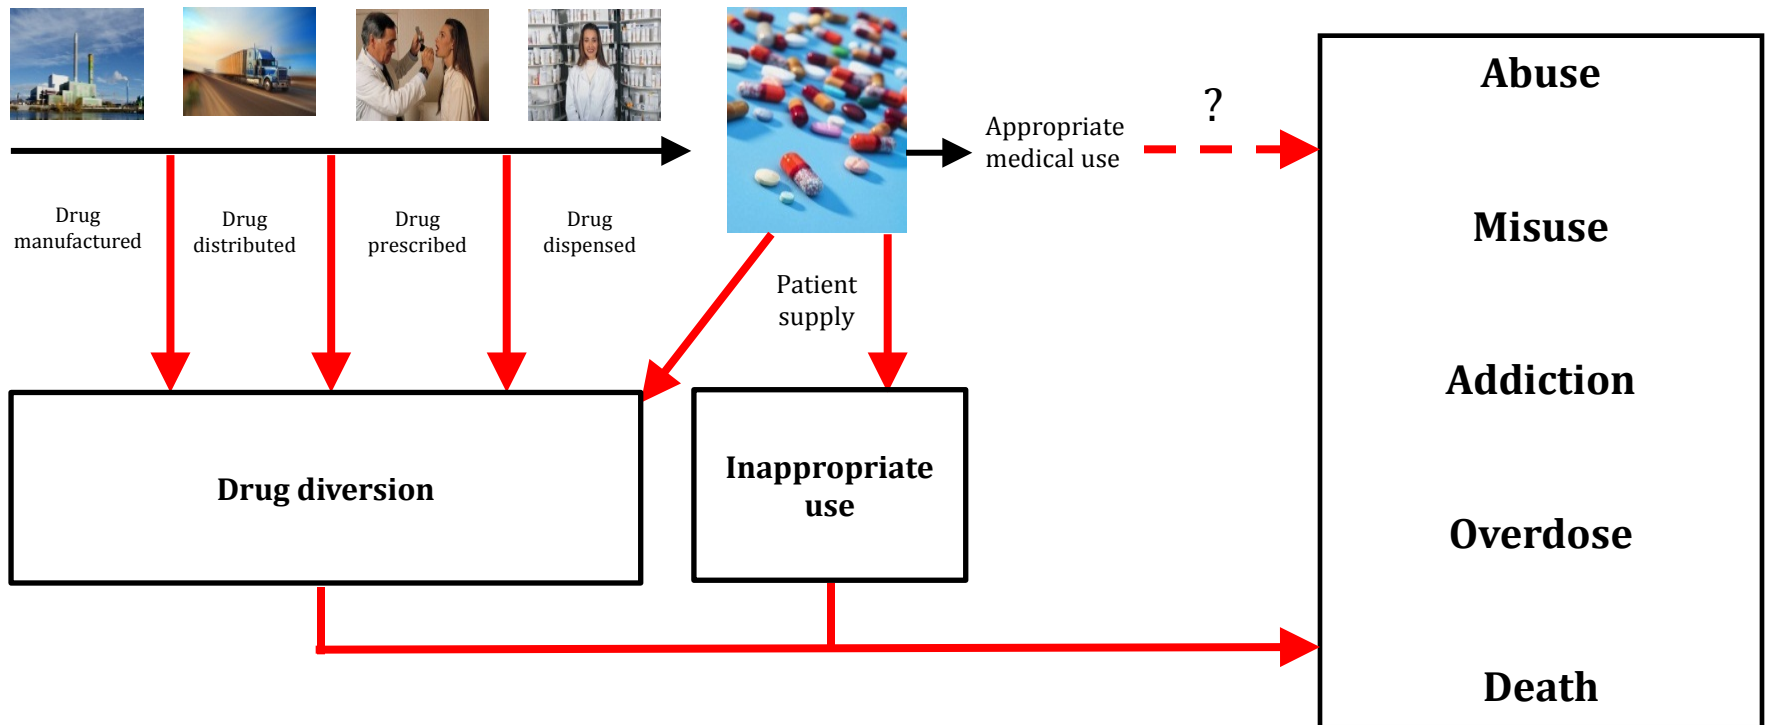 Drug
manufactured
Drug
distributed
Drug
prescribed
Drug
dispensed
Patient
supply
Appropriate
medical use
?
Drug diversion
Inappropriate
use
Abuse
Misuse
Addiction
Overdose
Death